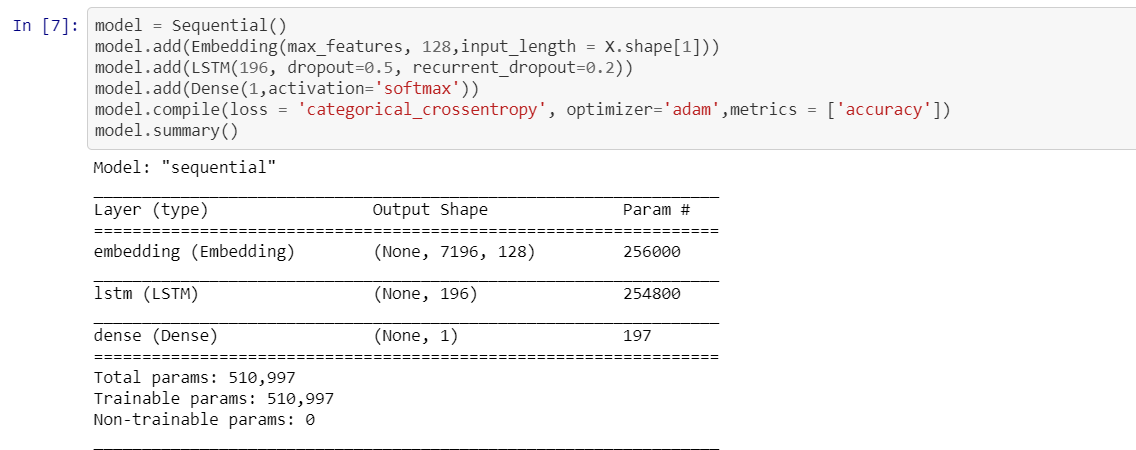 In [7]: model = Sequential()
model.add(Embedding(max_features, 128,input_length = X.shape[1]))
model.add(LSTM(196, dropout=0.5, recurrent_dropout=0.2))
model.add(Dense(1,activation='softmax'))
model.compile(loss = 'categorical_crossentropy', optimizer='adam',metrics = ['accuracy'])
model.summary()
Model: "sequential"
_________________________________________________________________
Layer (type)                 Output Shape              Param #
=================================================================
embedding (Embedding)        (None, 7196, 128)         256000
_________________________________________________________________
lstm (LSTM)                  (None, 196)               254800
_________________________________________________________________
dense (Dense)                (None, 1)                 197
=================================================================
Total params: 510,997
Trainable params: 510,997
Non-trainable params: 0
_________________________________________________________________